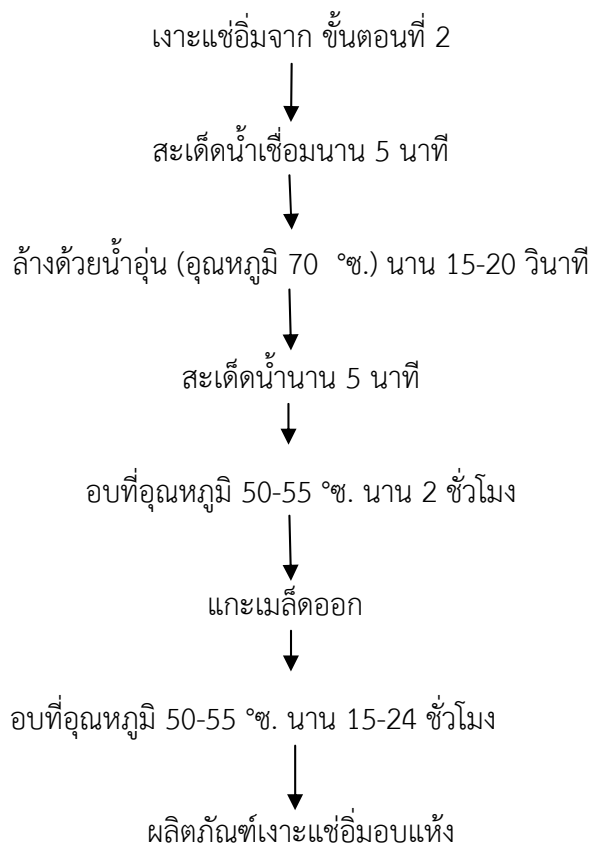 เงาะแช่อิ่มจาก ขั้นตอนที่ 2
สะเด็ดน้ำเชื่อมนาน 5 นาที
ล้างด้วยน้ำอุ่น (อุณหภูมิ 70 °ซ.) นาน 15-20 วินาที
สะเด็ดน้ำนาน 5 นาที
อบที่อุณหภูมิ 50-55 °ซ. นาน 2 ชั่วโมง
แกะเมล็ดออก
อบที่อุณหภูมิ 50-55 °ซ. นาน 15-24 ชั่วโมง
ผลิตภัณฑ์เงาะแช่อิ่มอบแห้ง